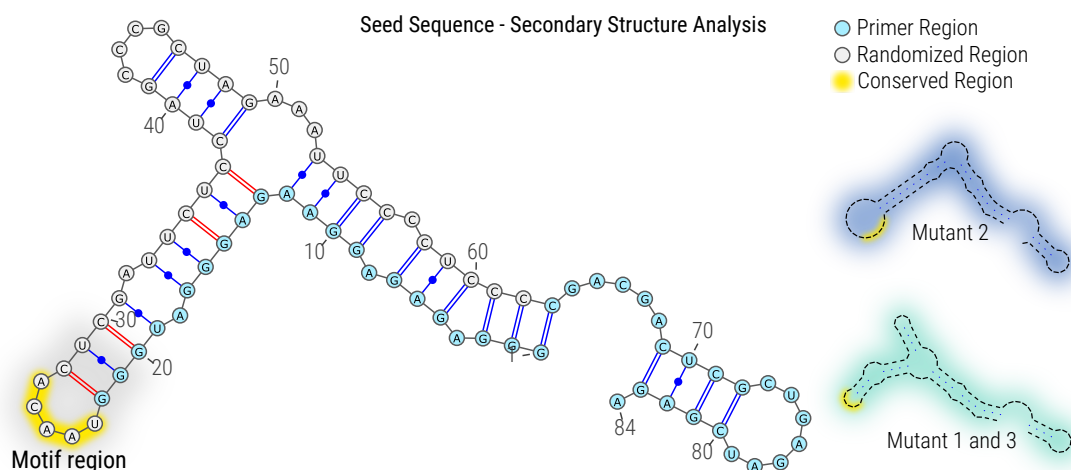 Seed Sequence - Secondary Structure Analysis
Primer Region
Randomized Region
Conserved Region
Mutant 2
Mutant 1 and 3
Motif region
1
10
20
30
40
50
60
70
80
84
GGGAGAGAGGAAGAGGGAUGGGUAACACUCGAUUCUCCUAGCCCGCUAGAAAUUCCCCUCCCCGACGACUCGCUGAGAUCGAGA